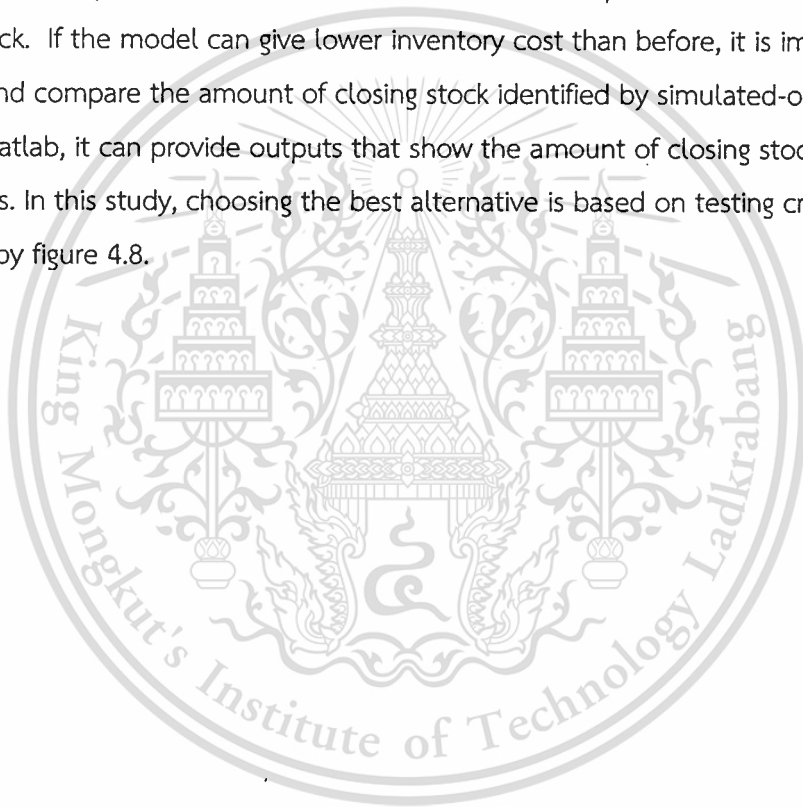 ck. If the model can give lower inventory cost than before, it is im
nd compare the amount of closing stock identified by simulated-o
atlab, it can provide outputs that show the amount of closing stoc
s. In this study, choosing the best alternative is based on testing cr
by figure 4.8.
King Mongkut's Institute of Technology Ladkrabang